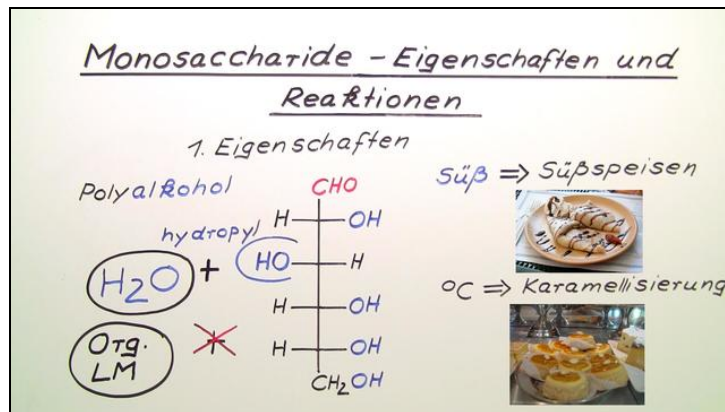 Monosaccharide – Eigenschaften und
Reaktionen
1. Eigenschaften
Polyalkohol
hydropyl
H2O +
Org.
LM
+
CHO
H OH
HO H
H OH
H OH
CH2OH
Süß ⇒ Süßspeisen
°C ⇒ Karamellisierung